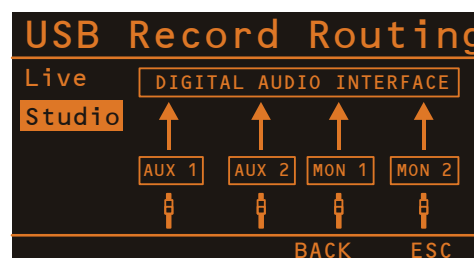 USB Record Routing
Live
DIGITAL AUDIO INTERFACE
Studio
AUX 1 AUX 2 MON 1 MON 2
BACK ESC